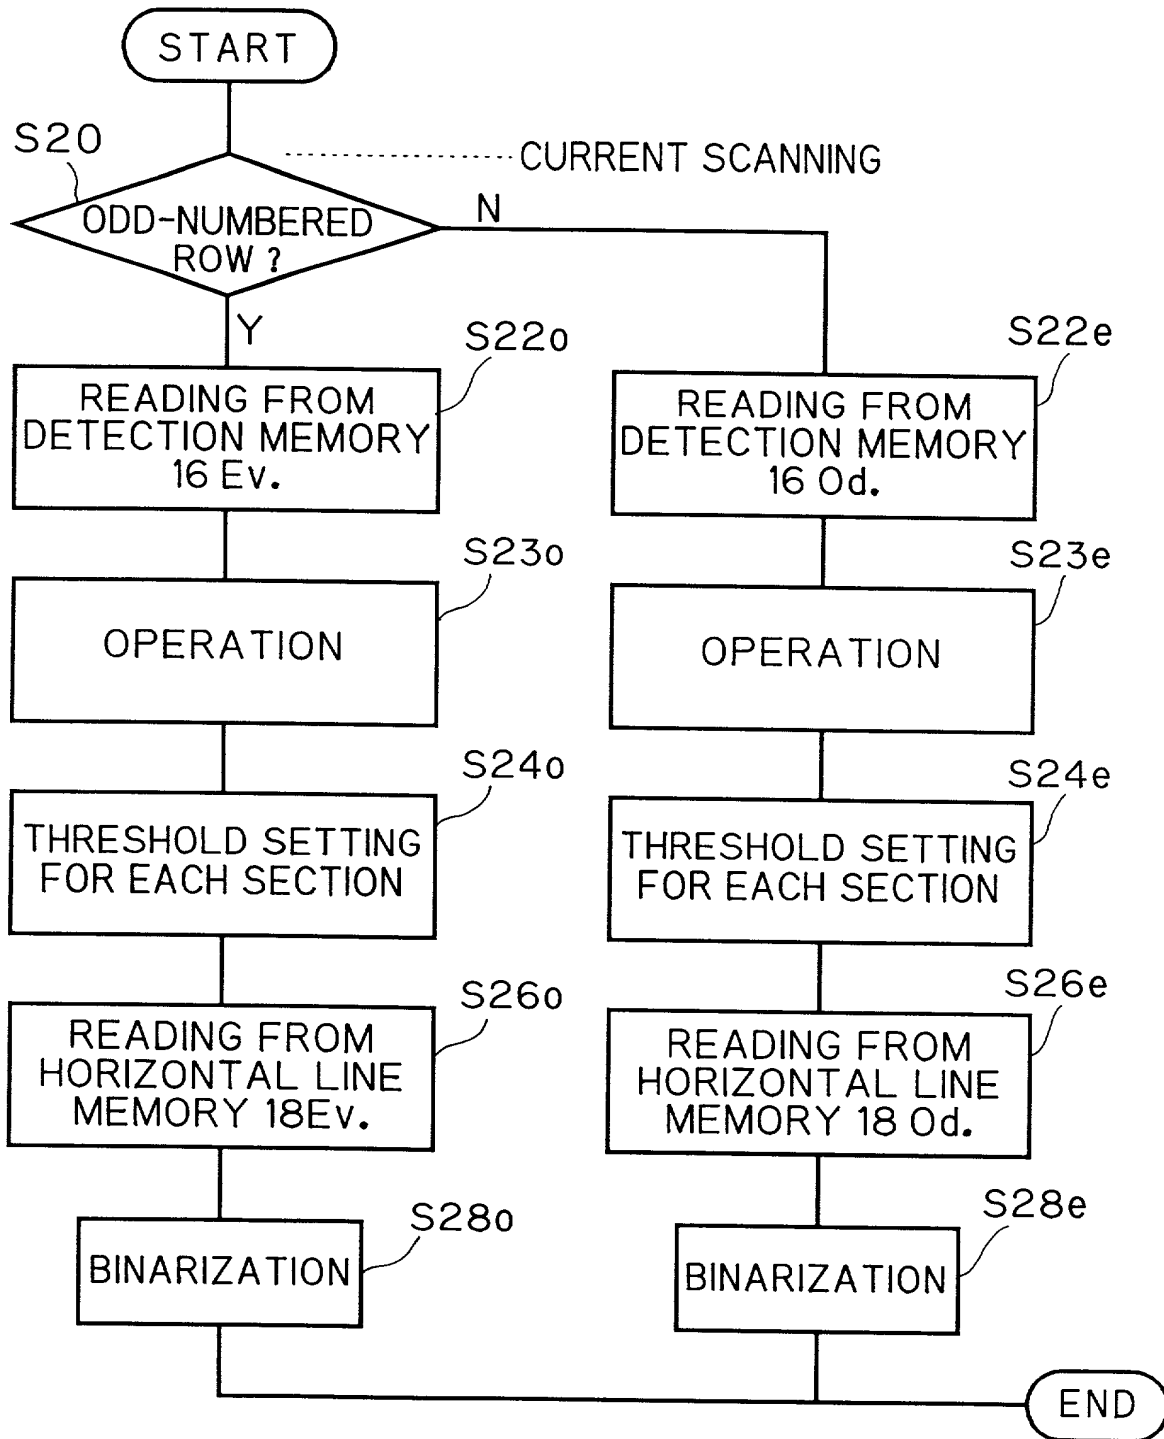 START
S20
CURRENT SCANNING
ODD-NUMBERED
ROW ?
N
Y
S22o
READING FROM
DETECTION MEMORY
16 Ev.
S23o
OPERATION
S24o
THRESHOLD SETTING
FOR EACH SECTION
S26o
READING FROM
HORIZONTAL LINE
MEMORY 18Ev.
S28o
BINARIZATION
S22e
READING FROM
DETECTION MEMORY
16 Od.
S23e
OPERATION
S24e
THRESHOLD SETTING
FOR EACH SECTION
S26e
READING FROM
HORIZONTAL LINE
MEMORY 18 Od.
S28e
BINARIZATION
END